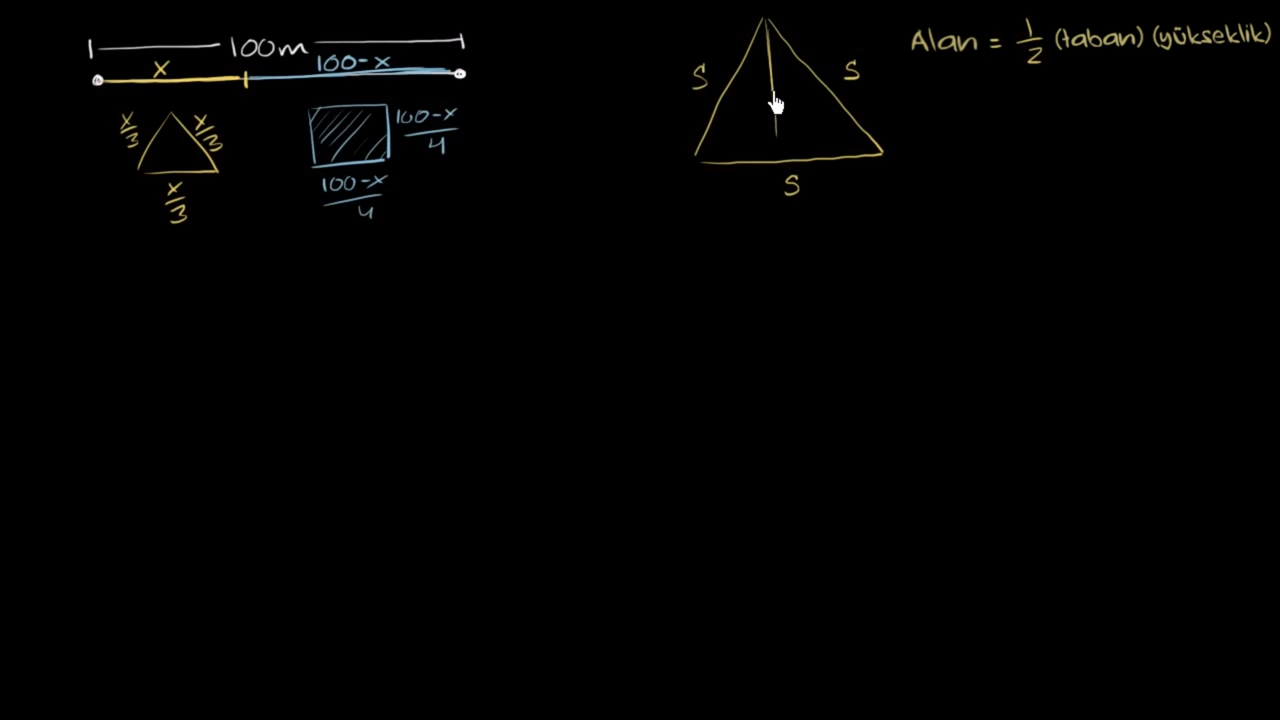 100m
x
100-x
x/3
x/3
x/3
100-x/4
100-x/4
S
S
S
Alan = 1/2 (taban) (yükseklik)